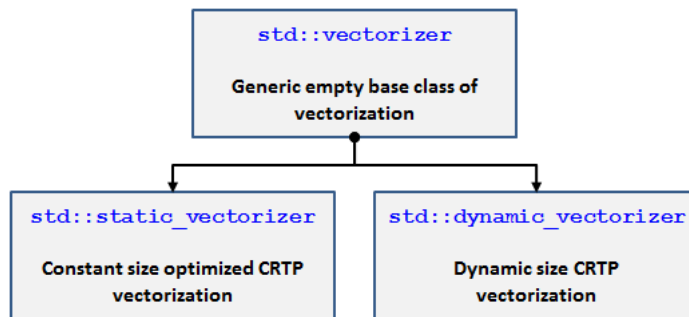 std::vectorizer
Generic empty base class of
vectorization
std::static_vectorizer
Constant size optimized CRTP
vectorization
std::dynamic_vectorizer
Dynamic size CRTP
vectorization